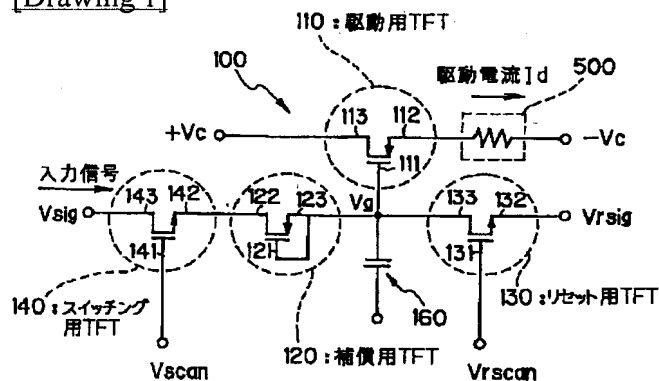 [Drawing 1]
110：駆動用TFT
100
駆動電流Id
500
113
112
+Vc
-Vc
111
入力信号
Vsig
143
142
122
123
Vg
133
132
Vrsig
141
121
131
160
140：スイッチング
用TFT
130：リセット用TFT
120：補償用TFT
Vscan
Vrscan